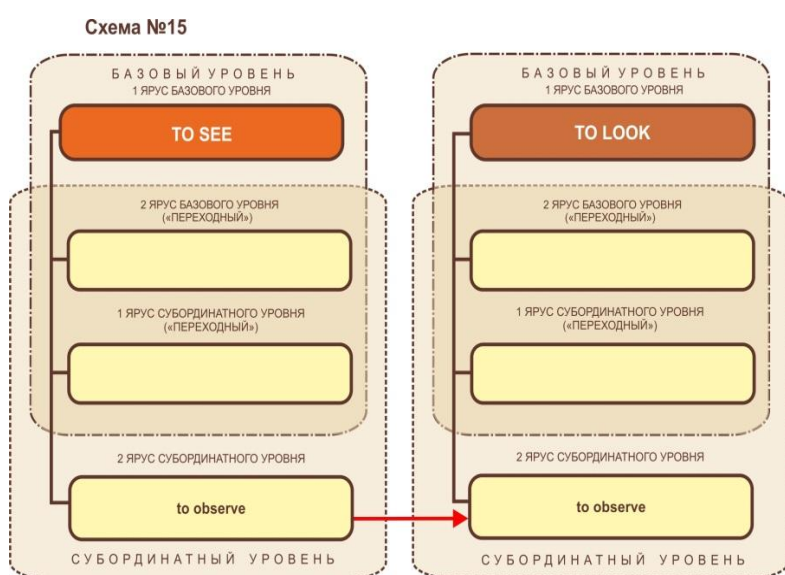 Схема №15
БАЗОВЫЙ УРОВЕНЬ
1 ЯРУС БАЗОВОГО УРОВНЯ
TO SEE
2 ЯРУС БАЗОВОГО УРОВНЯ
(«ПЕРЕХОДНЫЙ»)
1 ЯРУС СУБОРДИНАТНОГО УРОВНЯ
(«ПЕРЕХОДНЫЙ»)
2 ЯРУС СУБОРДИНАТНОГО УРОВНЯ
to observe
СУБОРДИНАТНЫЙ УРОВЕНЬ
БАЗОВЫЙ УРОВЕНЬ
1 ЯРУС БАЗОВОГО УРОВНЯ
TO LOOK
2 ЯРУС БАЗОВОГО УРОВНЯ
(«ПЕРЕХОДНЫЙ»)
1 ЯРУС СУБОРДИНАТНОГО УРОВНЯ
(«ПЕРЕХОДНЫЙ»)
2 ЯРУС СУБОРДИНАТНОГО УРОВНЯ
to observe
СУБОРДИНАТНЫЙ УРОВЕНЬ